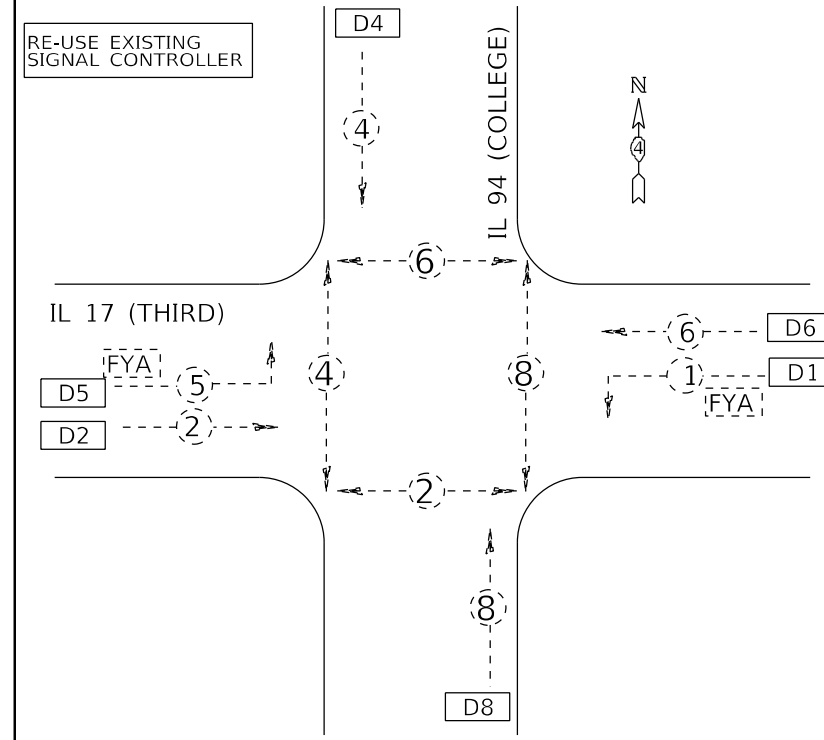 RE-USE EXISTING
SIGNAL CONTROLLER
D4
IL 94 (COLLEGE)
N
4
4
6
IL 17 (THIRD)
6
D6
FYA
5
D5
4
8
1
D1
FYA
2
D2
2
8
D8